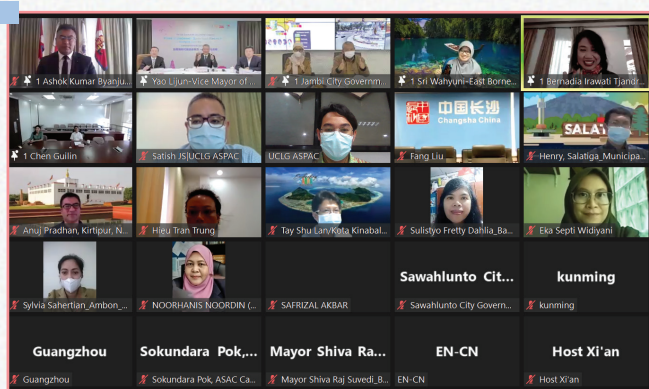 1 Ashok Kumar Byanju...
Yao Lijun-Vice Mayor of ...
1 Jambi City Governm...
1 Sri Wahyuni-East Borne...
1 Bernadia Irawati Tjandr...
1 Chen Guilin
Satish JS|UCLG ASPAC
UCLG ASPAC
中国长沙
Changsha China
Fang Liu
SALAT
Henry, Salatiga_Municipa...
Anuj Pradhan, Kirtipur, N...
Hieu Tran Trung
Tay Shu Lan/Kota Kinabal...
Sulistyo Fretty Dahlia_Ba...
Eka Septi Widiyani
Sylvia Sahertian_Ambon_...
NOORHANIS NOORDIN (...
SAFRIZAL AKBAR
Sawahlunto Cit...
Sawahlunto City Govern...
kunming
kunming
Guangzhou
Guangzhou
Sokundara Pok,...
Sokundara Pok, ASAC Ca...
Mayor Shiva Ra...
Mayor Shiva Raj Suvedi_B...
EN-CN
EN-CN
Host Xi'an
Host Xi'an